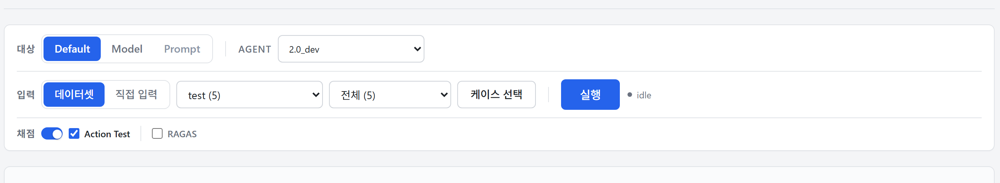 대상 Default Model Prompt AGENT 2.0_dev
입력 데이터셋 직접 입력 test (5) 전체 (5) 케이스 선택 실행 idle
채점 Action Test RAGAS